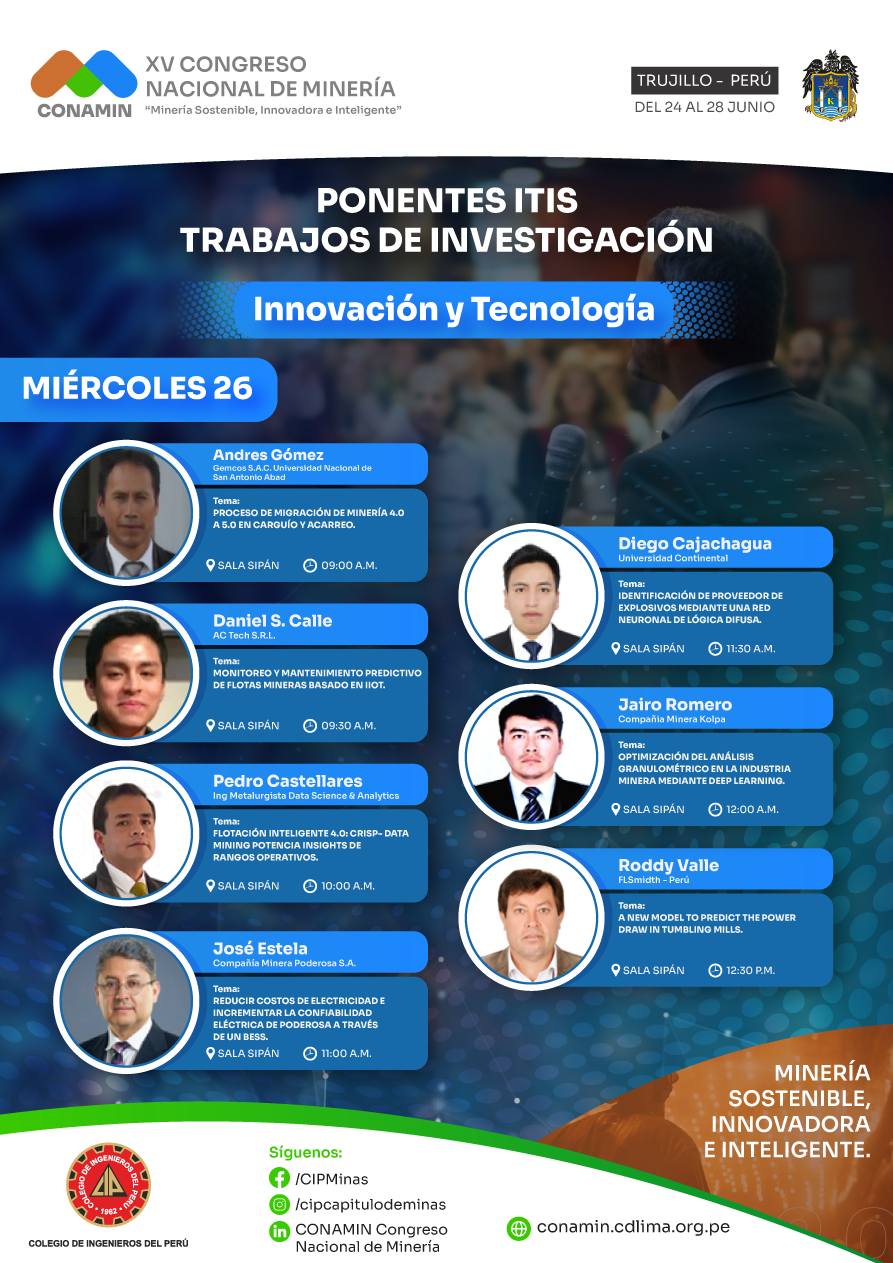 CONAMIN
XV CONGRESO
NACIONAL DE MINERÍA
“Minería Sostenible, Innovadora e Inteligente”
TRUJILLO - PERÚ
DEL 24 AL 28 JUNIO
PONENTES ITIS
TRABAJOS DE INVESTIGACIÓN
Innovación y Tecnología
MIÉRCOLES 26
Andres Gómez
Gemcos S.A.C. Universidad Nacional de
San Antonio Abad
Tema:
PROCESO DE MIGRACIÓN DE MINERÍA 4.0
A 5.0 EN CARGUÍO Y ACARREO.
SALA SIPÁN 09:00 A.M.
Daniel S. Calle
AC Tech S.R.L.
Tema:
MONITOREO Y MANTENIMIENTO PREDICTIVO
DE FLOTAS MINERAS BASADO EN IIOT.
SALA SIPÁN 09:30 A.M.
Pedro Castellares
Ing Metalurgista Data Science & Analytics
Tema:
FLOTACIÓN INTELIGENTE 4.0: CRISP- DATA
MINING POTENCIA INSIGHTS DE
RANGOS OPERATIVOS.
SALA SIPÁN 10:00 A.M.
José Estela
Compañía Minera Poderosa S.A.
Tema:
REDUCIR COSTOS DE ELECTRICIDAD E
INCREMENTAR LA CONFIABILIDAD
ELÉCTRICA DE PODEROSA A TRAVÉS
DE UN BESS.
SALA SIPÁN 11:00 A.M.
Diego Cajachagua
Universidad Continental
Tema:
IDENTIFICACIÓN DE PROVEEDOR DE
EXPLOSIVOS MEDIANTE UNA RED
NEURONAL DE LÓGICA DIFUSA.
SALA SIPÁN 11:30 A.M.
Jairo Romero
Compañia Minera Kolpa
Tema:
OPTIMIZACIÓN DEL ANÁLISIS
GRANULOMÉTRICO EN LA INDUSTRIA
MINERA MEDIANTE DEEP LEARNING.
SALA SIPÁN 12:00 A.M.
Roddy Valle
FLSmidth - Perú
Tema:
A NEW MODEL TO PREDICT THE POWER
DRAW IN TUMBLING MILLS.
SALA SIPÁN 12:30 P.M.
MINERÍA
SOSTENIBLE,
INNOVADORA
E INTELIGENTE.
COLEGIO DE INGENIEROS DEL PERU
CIP
1962
COLEGIO DE INGENIEROS DEL PERÚ
Síguenos:
/CIPMinas
/cipcapitulodeminas
CONAMIN Congreso
Nacional de Minería
conamin.cdlima.org.pe